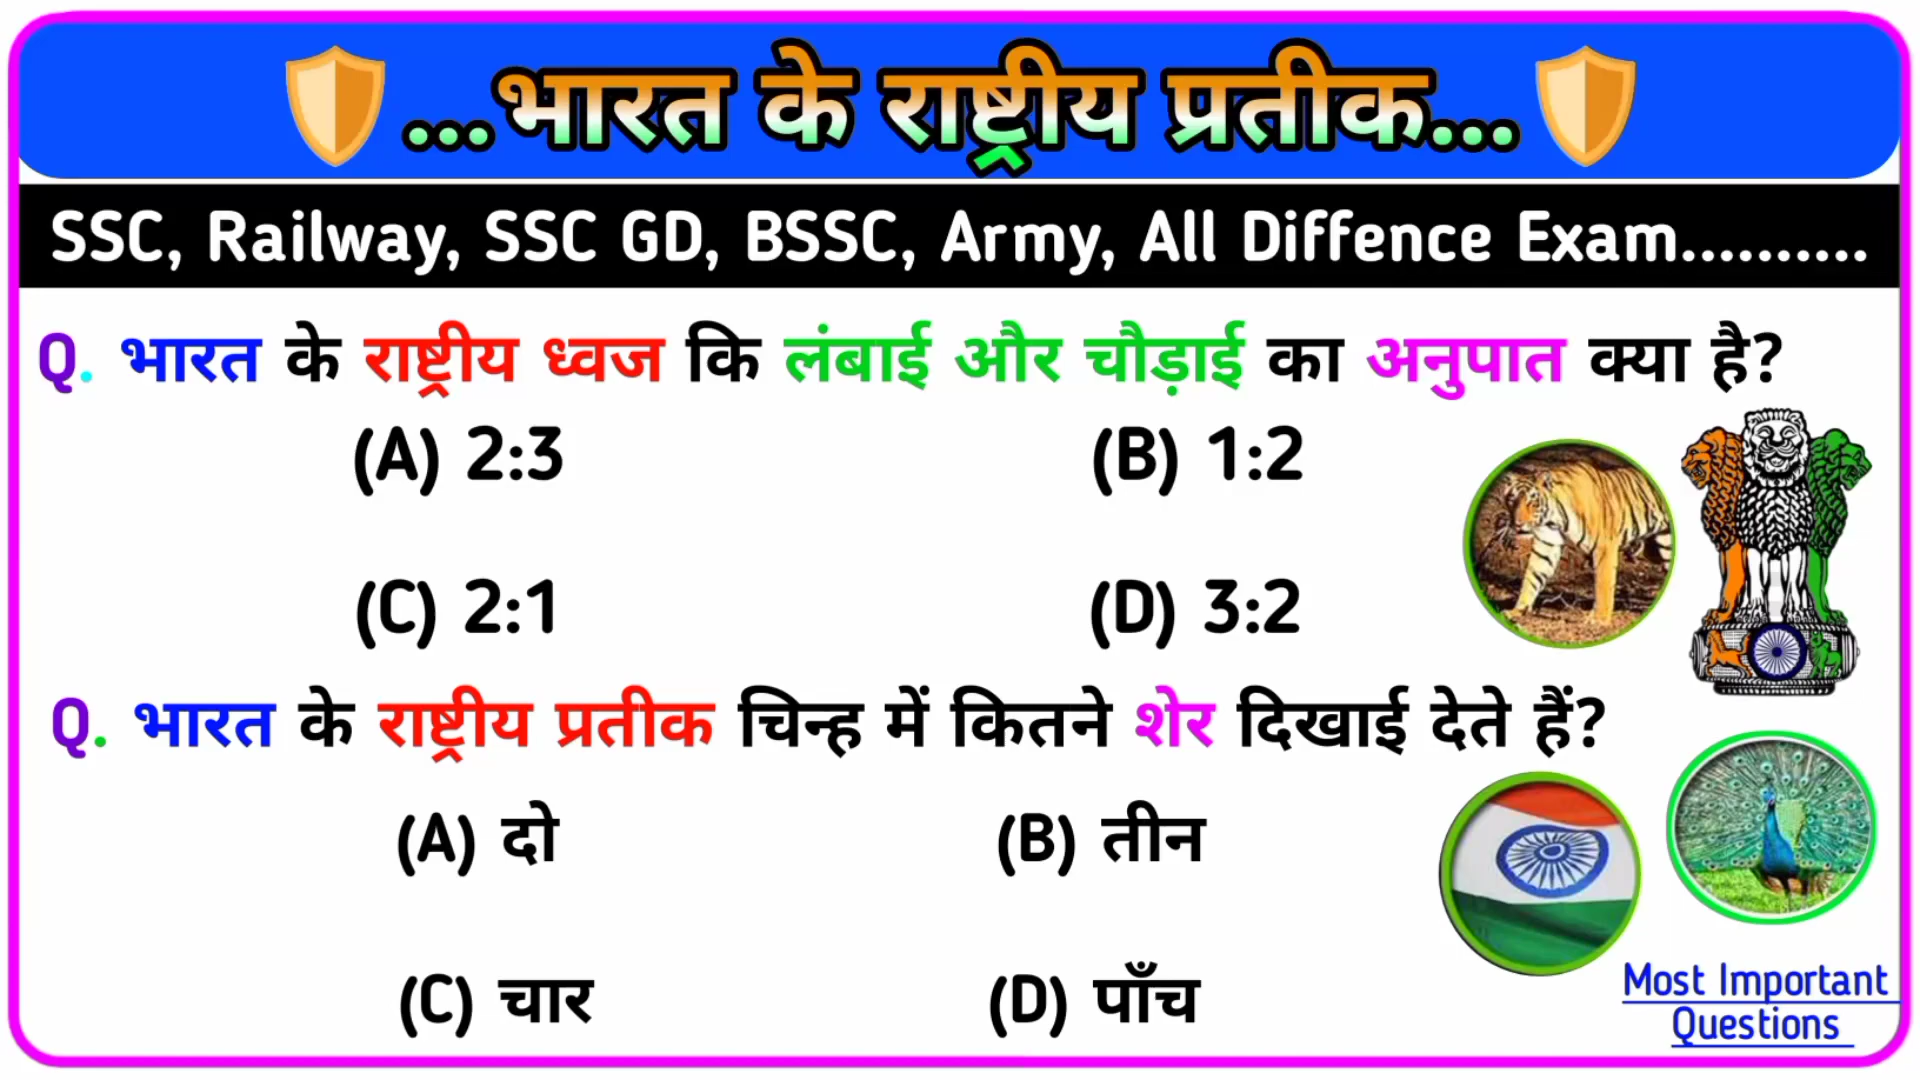 ...भारत के राष्ट्रीय प्रतीक...
SSC, Railway, SSC GD, BSSC, Army, All Diffence Exam..........
Q. भारत के राष्ट्रीय ध्वज कि लंबाई और चौड़ाई का अनुपात क्या है?
(A) 2:3 (B) 1:2
(C) 2:1 (D) 3:2
Q. भारत के राष्ट्रीय प्रतीक चिन्ह में कितने शेर दिखाई देते हैं?
(A) दो (B) तीन
(C) चार (D) पाँच
Most Important
Questions